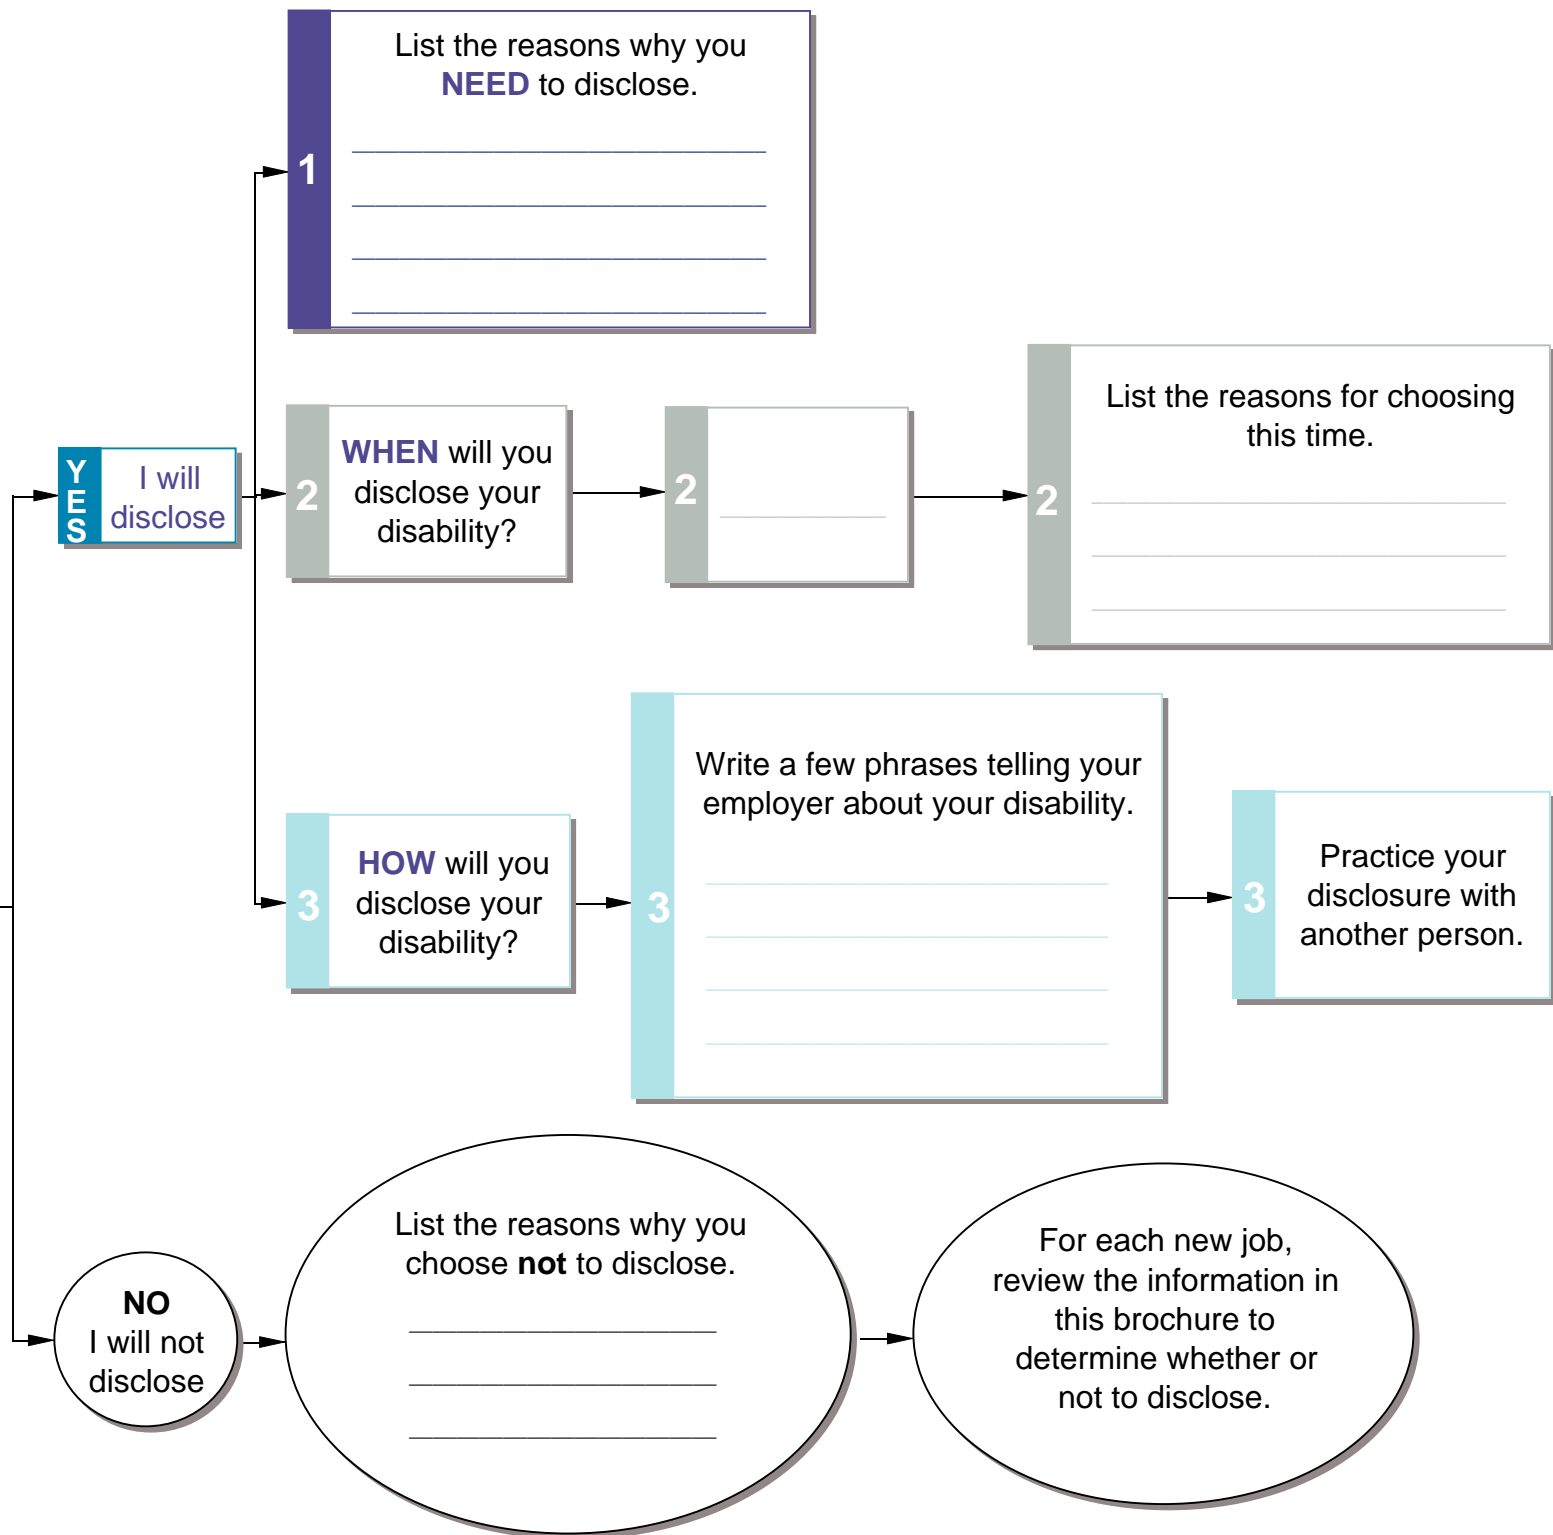 1
List the reasons why you
NEED to disclose.
YES
I will
disclose
2
WHEN will you
disclose your
disability?
2
2
List the reasons for choosing
this time.
3
HOW will you
disclose your
disability?
3
Write a few phrases telling your
employer about your disability.
3
Practice your
disclosure with
another person.
NO
I will not
disclose
List the reasons why you
choose not to disclose.
For each new job,
review the information in
this brochure to
determine whether or
not to disclose.